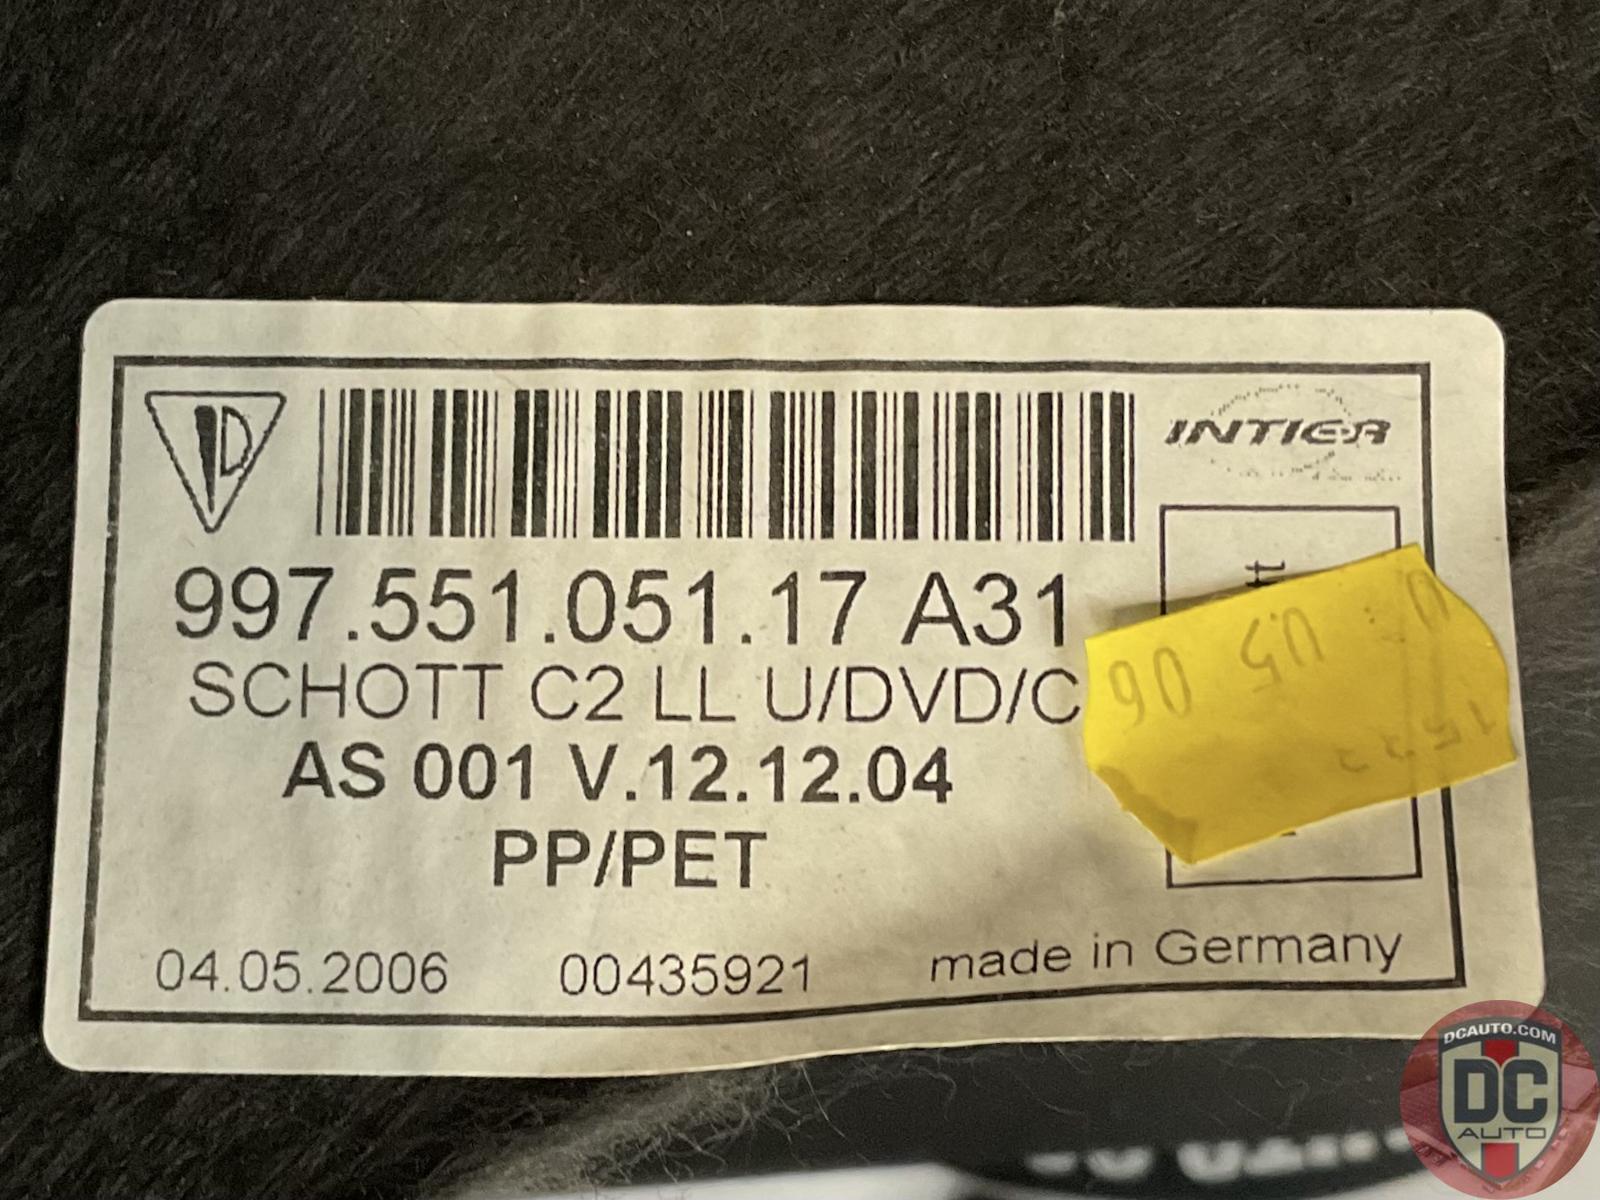 INTIER
997.551.051.17 A31
SCHOTT C2 LL U/DVD/C
AS 001 V.12.12.04
PP/PET
04.05.2006 00435921 made in Germany
DCAUTO.COM
DC
AUTO